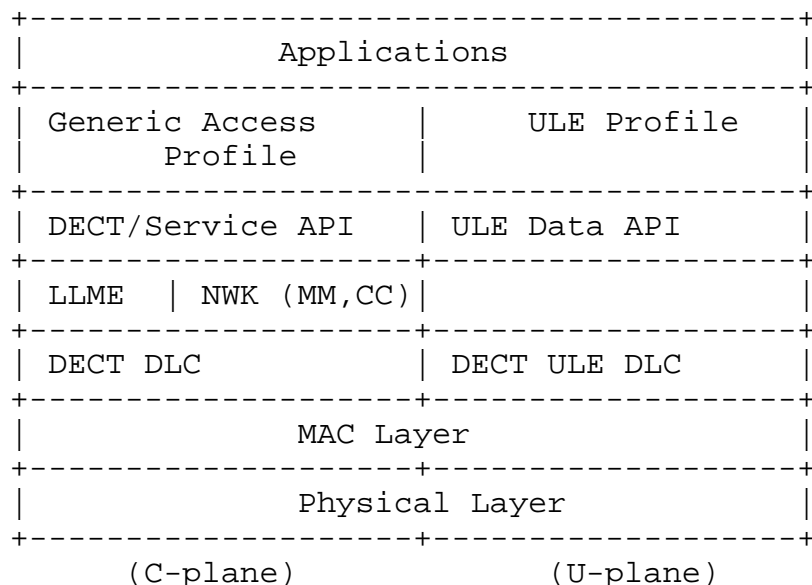 +----------------------------------------+
|             Applications               |
+----------------------------------------+
| Generic Access     |     ULE Profile   |
|       Profile      |                   |
+----------------------------------------+
| DECT/Service API   | ULE Data API      |
+--------------------+-------------------+
| LLME  | NWK (MM,CC)|                   |
+--------------------+-------------------+
| DECT DLC           | DECT ULE DLC      |
+--------------------+-------------------+
|              MAC Layer                 |
+--------------------+-------------------+
|              Physical Layer            |
+--------------------+-------------------+
(C-plane)             (U-plane)